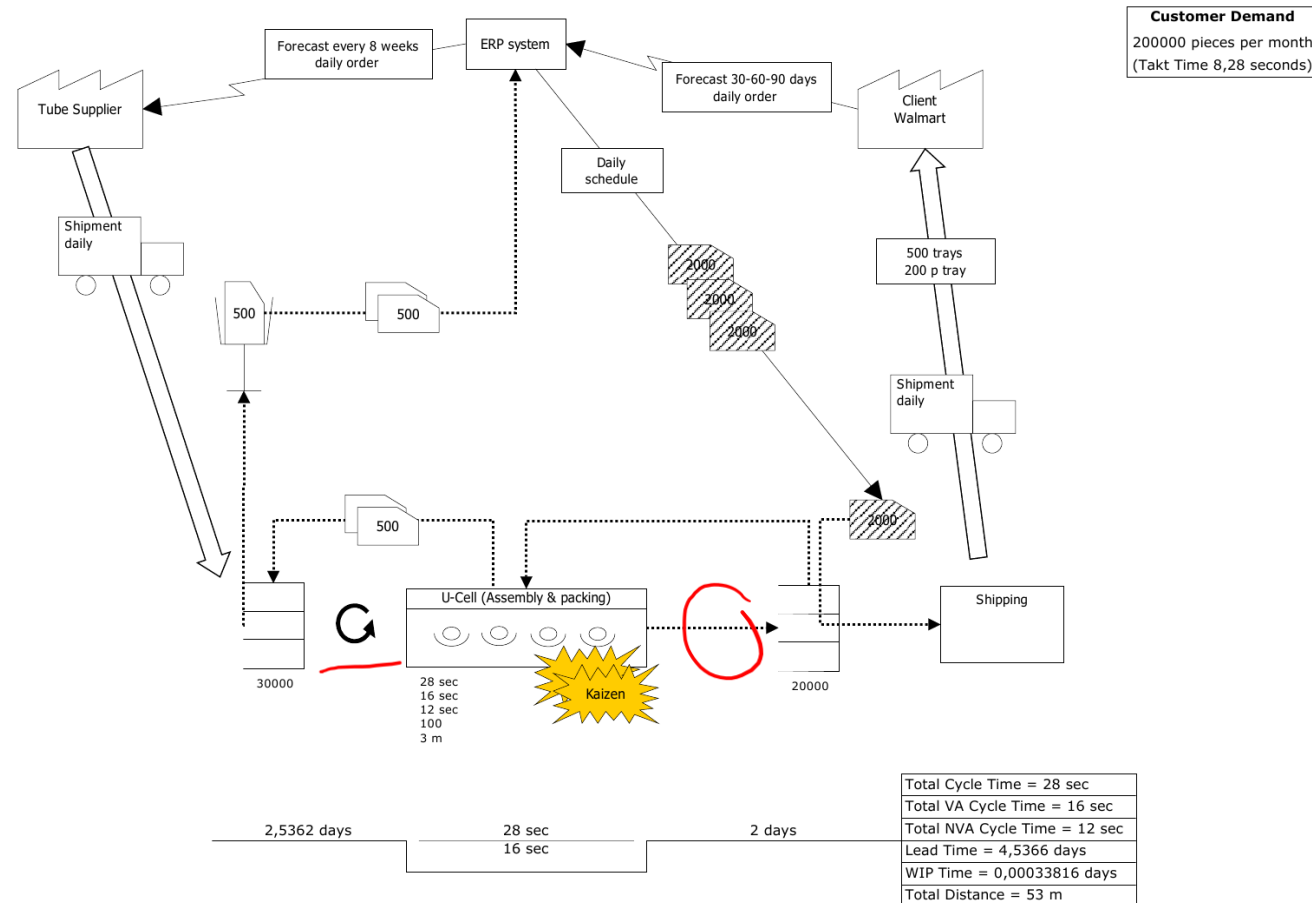 Customer Demand
200000 pieces per month
(Takt Time 8,28 seconds)
ERP system
Forecast every 8 weeks
daily order
Forecast 30-60-90 days
daily order
Tube Supplier
Client
Walmart
Daily
schedule
Shipment
daily
500 trays
200 p tray
2000
2000
2000
500
500
Shipment
daily
500
2000
U-Cell (Assembly & packing)
Shipping
30000
20000
28 sec
16 sec
12 sec
100
3 m
Kaizen
2,5362 days
28 sec
2 days
16 sec
Total Cycle Time = 28 sec
Total VA Cycle Time = 16 sec
Total NVA Cycle Time = 12 sec
Lead Time = 4,5366 days
WIP Time = 0,00033816 days
Total Distance = 53 m